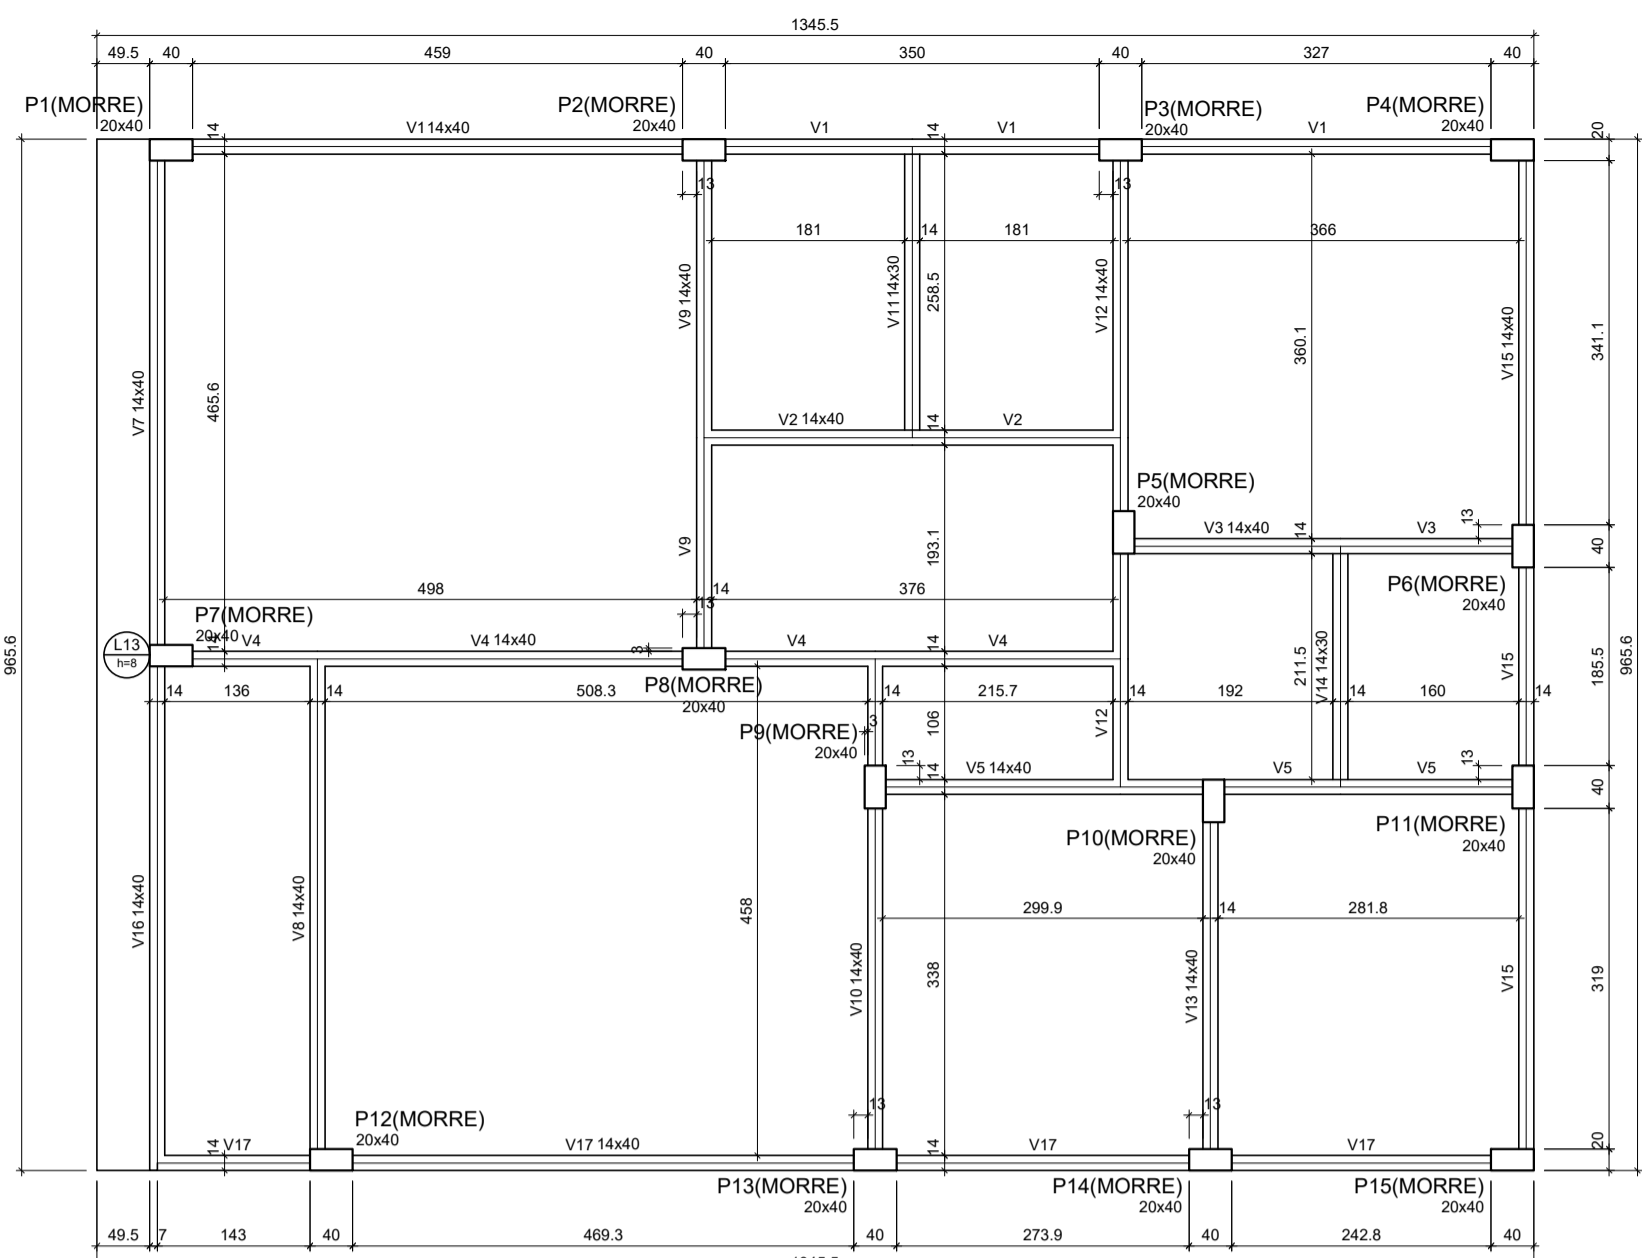 1345.5
49.5 40 459 40 350 40 327 40
P1(MORRE)
20x40
P2(MORRE)
20x40
P3(MORRE)
20x40
P4(MORRE)
20x40
14 V1 14x40 V1 14 V1 V1 20
13 13
181 14 181 366
V7 14x40
465.6
V9 14x40
V11 14x30
258.5
V12 14x40
360.1
V15 14x40
341.1
V2 14x40 14 V2
P5(MORRE)
20x40
V3 14x40 14 V3 13
V9
193.1
40
P6(MORRE)
20x40
498 14 376
13
P7(MORRE)
20x40
L13
h=8
14 V4 V4 14x40 3 V4 14 V4
965.6
211.5
V14 14x30
V15
185.5
965.6
P8(MORRE)
20x40
14 136 14 508.3 14 215.7 14 192 14 160 14
106
V12
3
P9(MORRE)
20x40
13 14 V5 14x40 V5 V5 13
40
P10(MORRE)
20x40
P11(MORRE)
20x40
V16 14x40
V8 14x40
458
299.9 14 281.8
V10 14x40
338
V13 14x40
V15
319
13 13
P12(MORRE)
20x40
14 V17 V17 14x40 14 V17 V17 20
P13(MORRE)
20x40
P14(MORRE)
20x40
P15(MORRE)
20x40
49.5 7 143 40 469.3 40 273.9 40 242.8 40